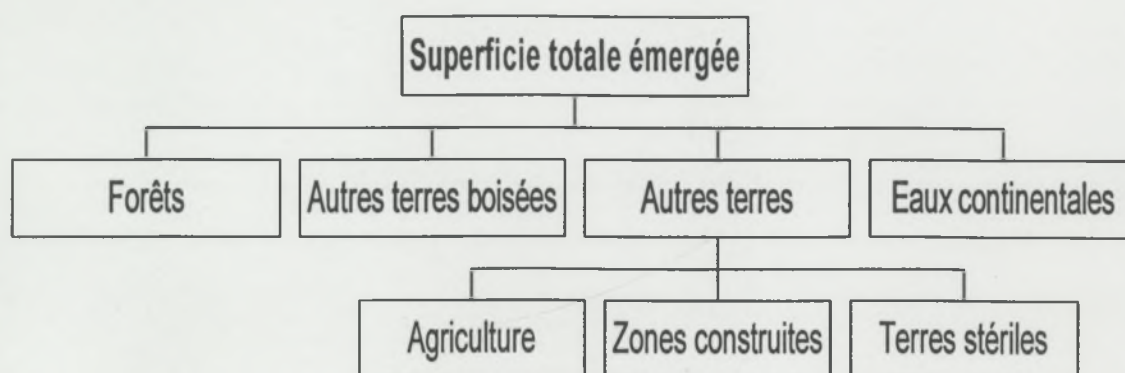 Superficie totale émergée
Forêts
Autres terres boisées
Autres terres
Eaux continentales
Agriculture
Zones construites
Terres stériles